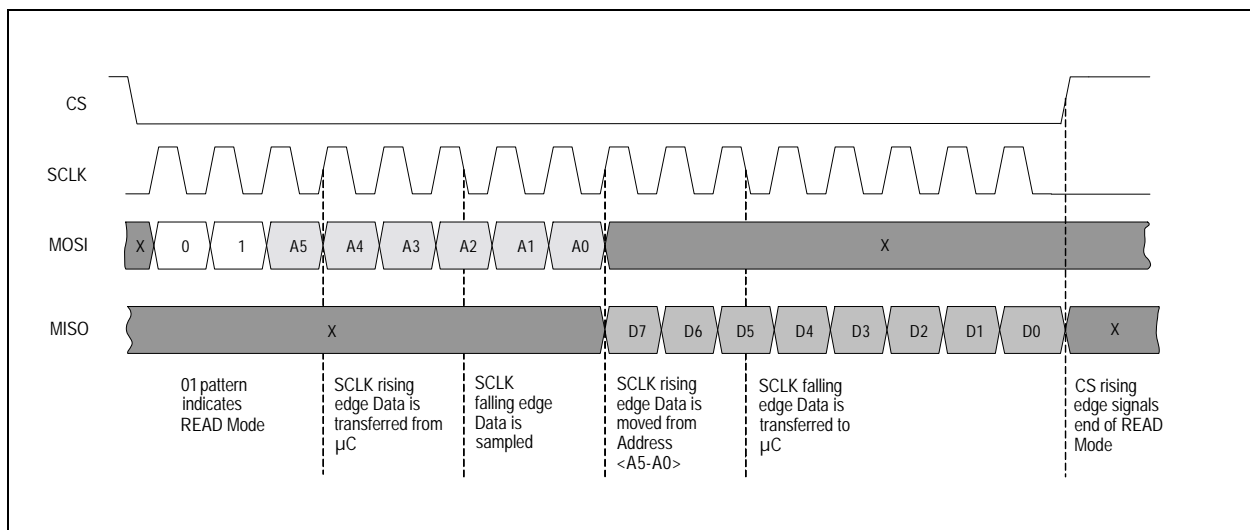 CS
SCLK
MOSI
X 0 1 A5 A4 A3 A2 A1 A0 X
MISO
X D7 D6 D5 D4 D3 D2 D1 D0 X
01 pattern
indicates
READ Mode
SCLK rising
edge Data is
transferred from
µC
SCLK
falling edge
Data is
sampled
SCLK rising
edge Data is
moved from
Address
<A5-A0>
SCLK falling
edge Data is
transferred to
µC
CS rising
edge signals
end of READ
Mode